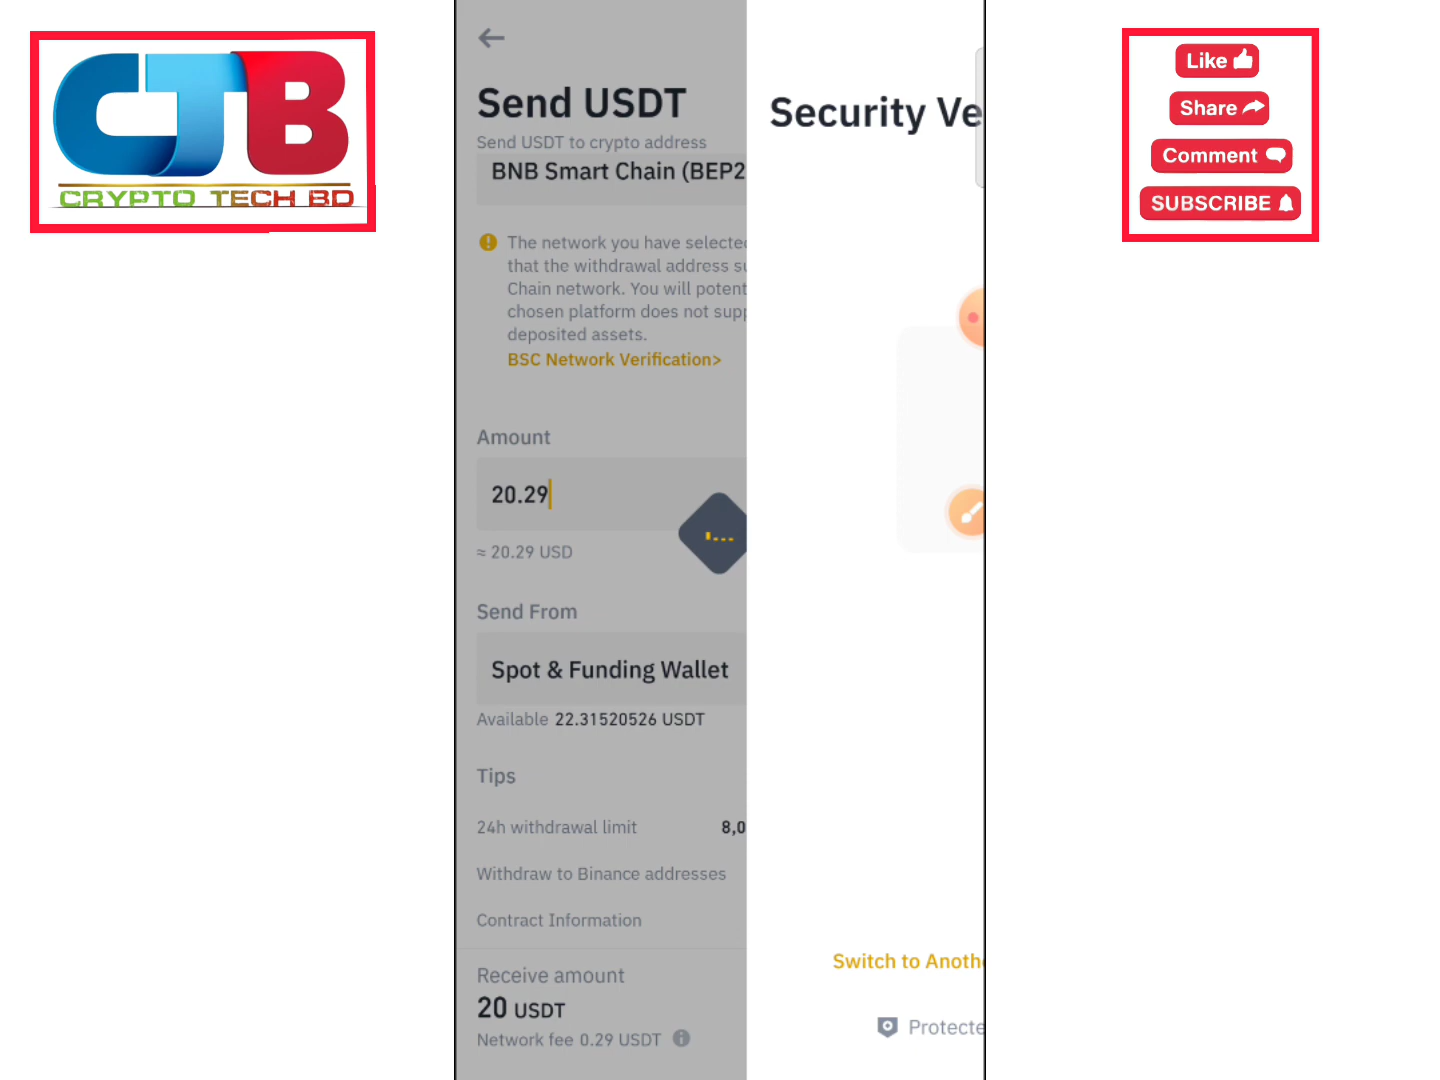 CTB
CRYPTO TECH BD
Send USDT
Send USDT to crypto address
BNB Smart Chain (BEP2
The network you have selected
that the withdrawal address su
Chain network. You will potent
chosen platform does not supp
deposited assets.
BSC Network Verification>
Amount
20.29
≈ 20.29 USD
Send From
Spot & Funding Wallet
Available 22.31520526 USDT
Tips
24h withdrawal limit 8,0
Withdraw to Binance addresses
Contract Information
Receive amount
20 USDT
Network fee 0.29 USDT
Security Ve
Switch to Anoth
Protecte
Like
Share
Comment
SUBSCRIBE